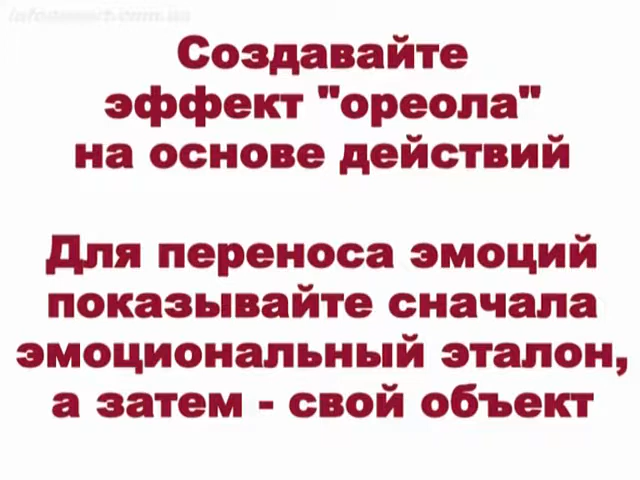 Создавайте
эффект "ореола"
на основе действий
Для переноса эмоций
показывайте сначала
эмоциональный эталон,
а затем - свой объект